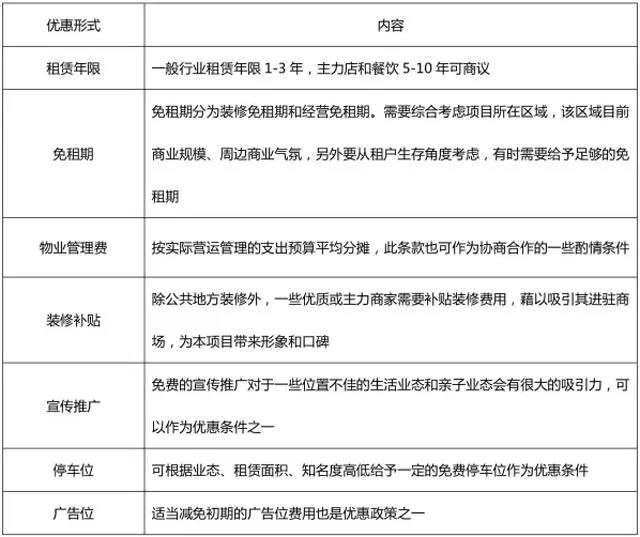 优惠形式 内容
租赁年限 一般行业租赁年限 1-3 年，主力店和餐饮 5-10 年可商议
免租期分为装修免租期和经营免租期。需要综合考虑项目所在区域，该区域目前
免租期 商业规模、周边商业气氛，另外要从租户生存角度考虑，有时需要给予足够的免
租期
物业管理费 按实际营运管理的支出预算平均分摊，此条款也可作为协商合作的一些酌情条件
装修补贴
除公共地方装修外，一些优质或主力商家需要补贴装修费用，藉以吸引其进驻商
场，为本项目带来形象和口碑
宣传推广
免费的宣传推广对于一些位置不佳的生活业态和亲子业态会有很大的吸引力，可
以作为优惠条件之一
停车位 可根据业态、租赁面积、知名度高低给予一定的免费停车位作为优惠条件
广告位 适当减免初期的广告位费用也是优惠政策之一